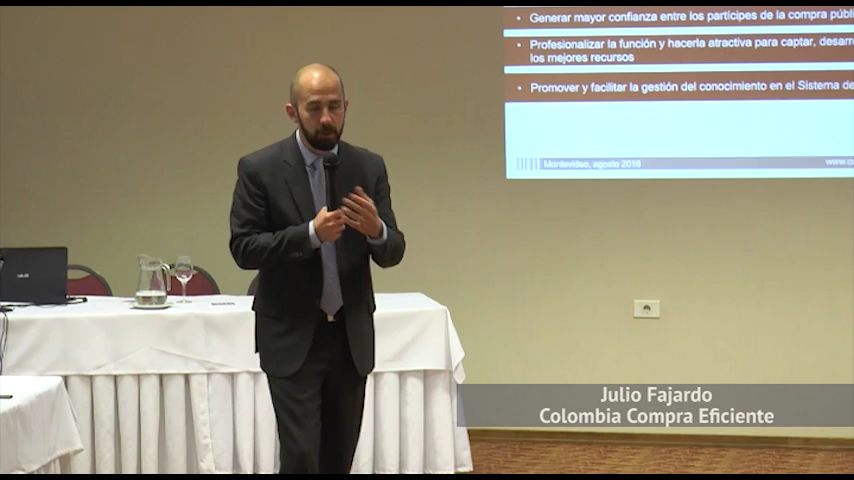 • Generar mayor confianza entre los partícipes de la compra públi
• Profesionalizar la función y hacerla atractiva para captar, desarr
los mejores recursos
• Promover y facilitar la gestión del conocimiento en el Sistema de
Montevideo, agosto 2016
Julio Fajardo
Colombia Compra Eficiente